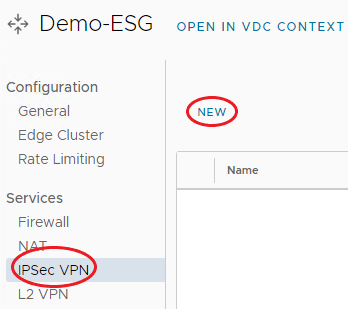 Demo-ESG OPEN IN VDC CONTEXT
Configuration
General
Edge Cluster
Rate Limiting
Services
Firewall
NAT
IPSec VPN
L2 VPN
NEW
Name